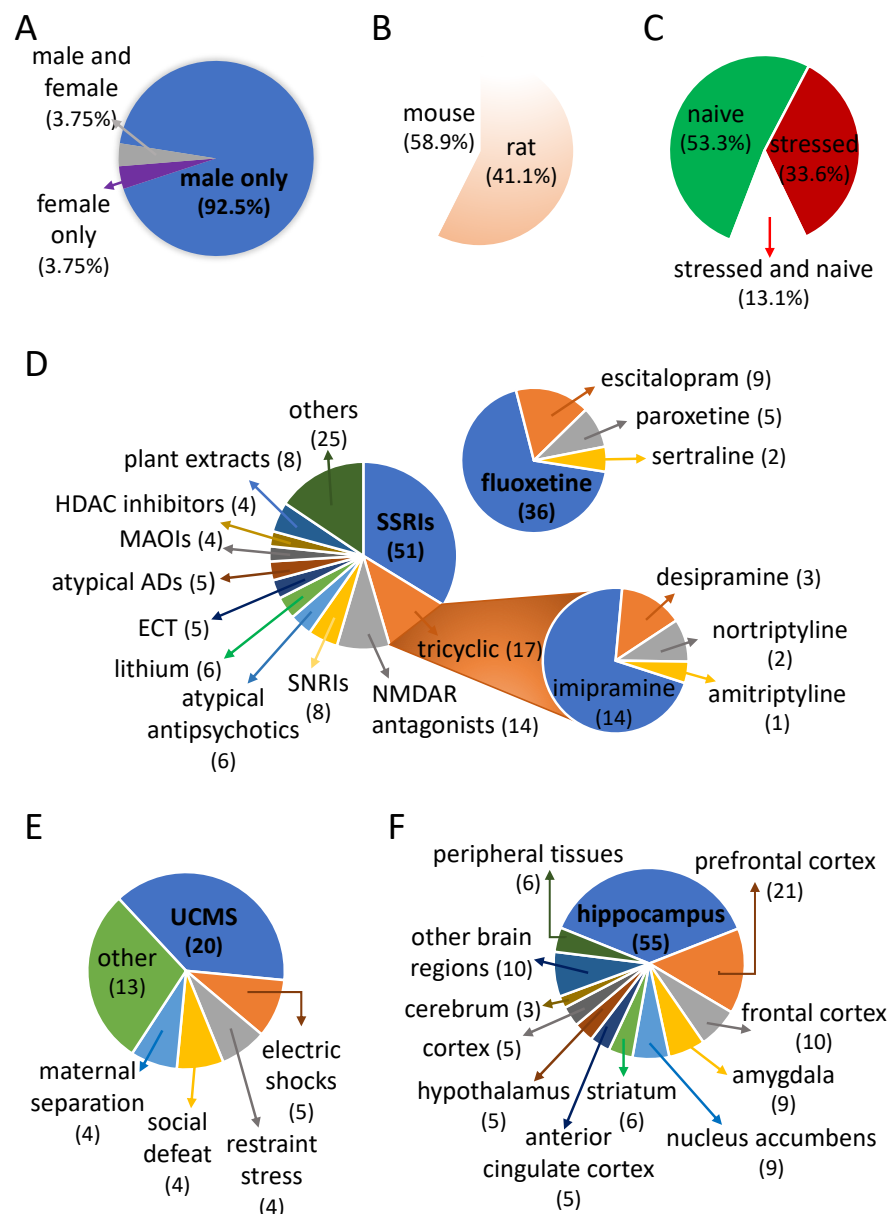 A
male and
female
(3.75%)
male only
(92.5%)
female
only
(3.75%)
B
mouse
(58.9%)
rat
(41.1%)
C
naive
(53.3%)
stressed
(33.6%)
stressed and naive
(13.1%)
D
others
(25)
plant extracts (8)
HDAC inhibitors (4)
MAOIs (4)
atypical ADs (5)
ECT (5)
lithium (6)
atypical
antipsychotics
(6)
SNRIs
(8)
NMDAR
antagonists (14)
tricyclic (17)
SSRIs
(51)
escitalopram (9)
paroxetine (5)
sertraline (2)
fluoxetine
(36)
desipramine (3)
nortriptyline
(2)
amitriptyline
(1)
imipramine
(14)
E
UCMS
(20)
other
(13)
maternal
separation
(4)
social
defeat
(4)
restraint
stress
(4)
electric
shocks
(5)
F
peripheral tissues
(6)
hippocampus
(55)
prefrontal cortex
(21)
other brain
regions (10)
cerebrum (3)
cortex (5)
hypothalamus
(5)
anterior
cingulate cortex
(5)
striatum
(6)
nucleus accumbens
(9)
amygdala
(9)
frontal cortex
(10)